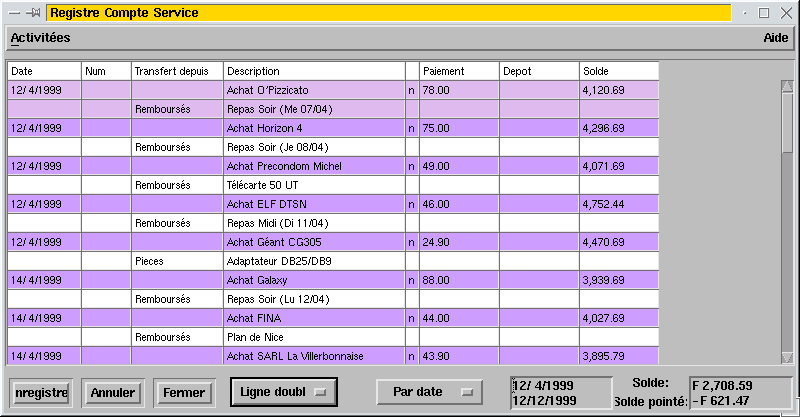 Registre Compte Service
Activitées Aide
Date Num Transfert depuis Description Paiement Depot Solde
12/ 4/1999 Achat O'Pizzicato n 78.00 4,120.69
Remboursés Repas Soir (Me 07/04)
12/ 4/1999 Achat Horizon 4 n 75.00 4,296.69
Remboursés Repas Soir (Je 08/04)
12/ 4/1999 Achat Precondom Michel n 49.00 4,071.69
Remboursés Télécarte 50 UT
12/ 4/1999 Achat ELF DTSN n 46.00 4,752.44
Remboursés Repas Midi (Di 11/04)
12/ 4/1999 Achat Géant CG305 n 24.90 4,470.69
Pieces Adaptateur DB25/DB9
14/ 4/1999 Achat Galaxy n 88.00 3,939.69
Remboursés Repas Soir (Lu 12/04)
14/ 4/1999 Achat FINA n 44.00 4,027.69
Remboursés Plan de Nice
14/ 4/1999 Achat SARL La Villerbonnaise n 43.90 3,895.79
nregistre Annuler Fermer Ligne doubl Par date 12/ 4/1999 Solde: F 2,708.59
12/12/1999 Solde pointé: -F 621.47